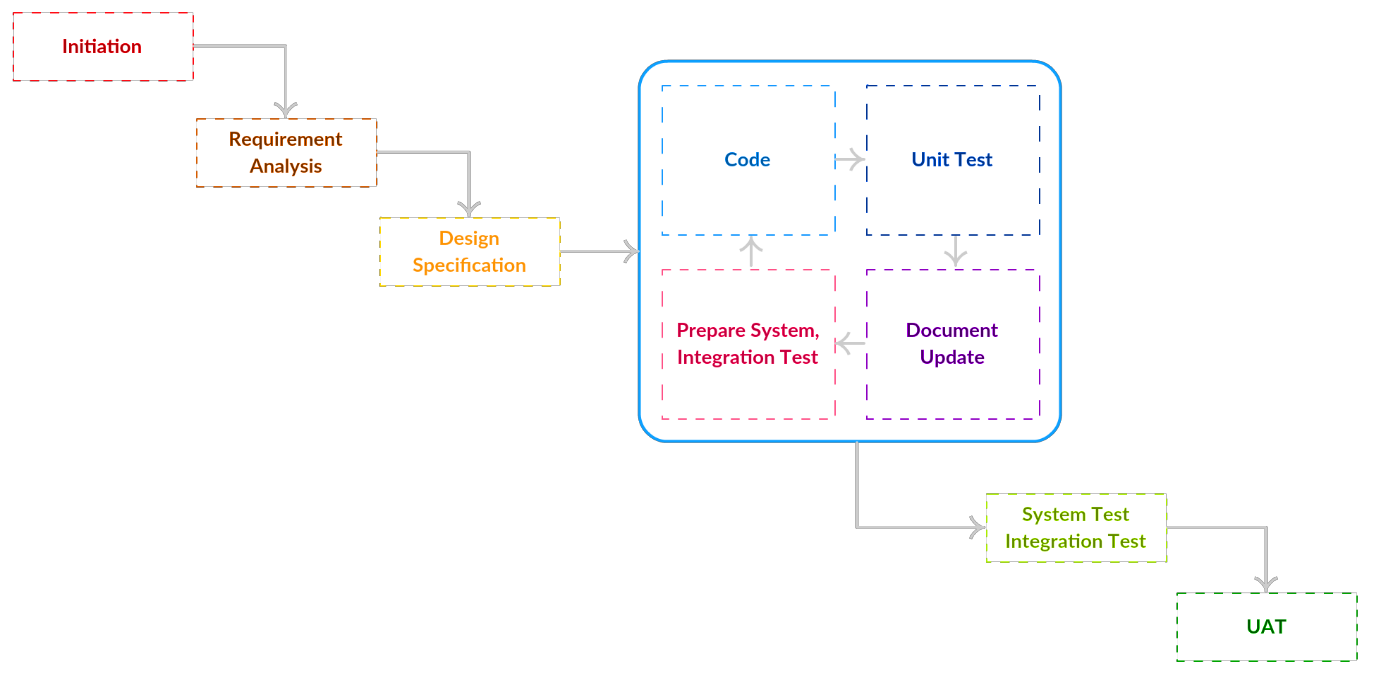 Initiation
Requirement
Analysis
Design
Specification
Code
Unit Test
Prepare System,
Integration Test
Document
Update
System Test
Integration Test
UAT